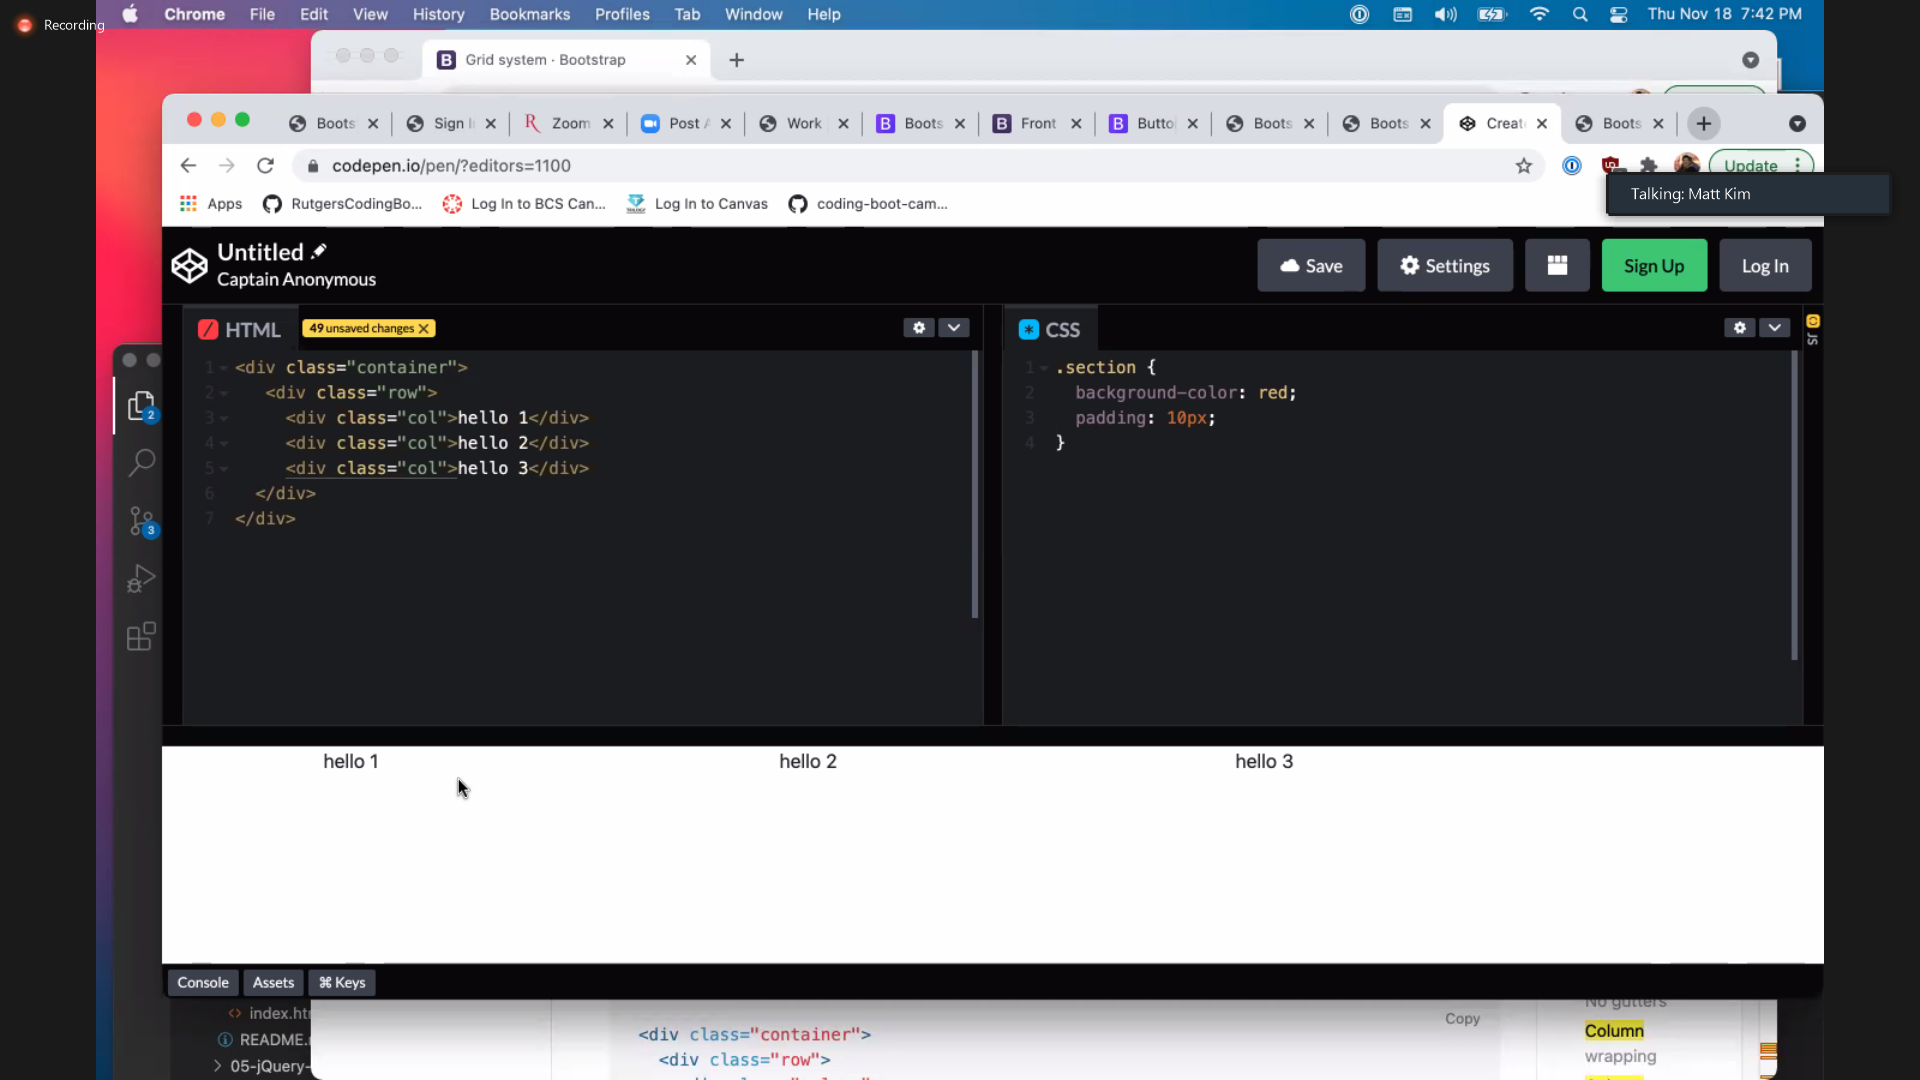 Recording
Chrome File Edit View History Bookmarks Profiles Tab Window Help
Thu Nov 18 7:42 PM
Grid system · Bootstrap
Boots Sign I Zoom Post Work Boots Front Butto Boots Boots Creat Boots
codepen.io/pen/?editors=1100
Update
Talking: Matt Kim
Apps RutgersCodingBo... Log In to BCS Can... Log In to Canvas coding-boot-cam...
Untitled
Captain Anonymous
Save Settings Sign Up Log In
HTML 49 unsaved changes
1 <div class="container">
2 <div class="row">
3 <div class="col">hello 1</div>
4 <div class="col">hello 2</div>
5 <div class="col">hello 3</div>
6 </div>
7 </div>
CSS
JS
1 .section {
2 background-color: red;
3 padding: 10px;
4 }
2
3
hello 1 hello 2 hello 3
Console Assets ⌘ Keys
<> index.ht
README.
> 05-jQuery-
Copy
<div class="container">
<div class="row">
No gutters
Column
wrapping